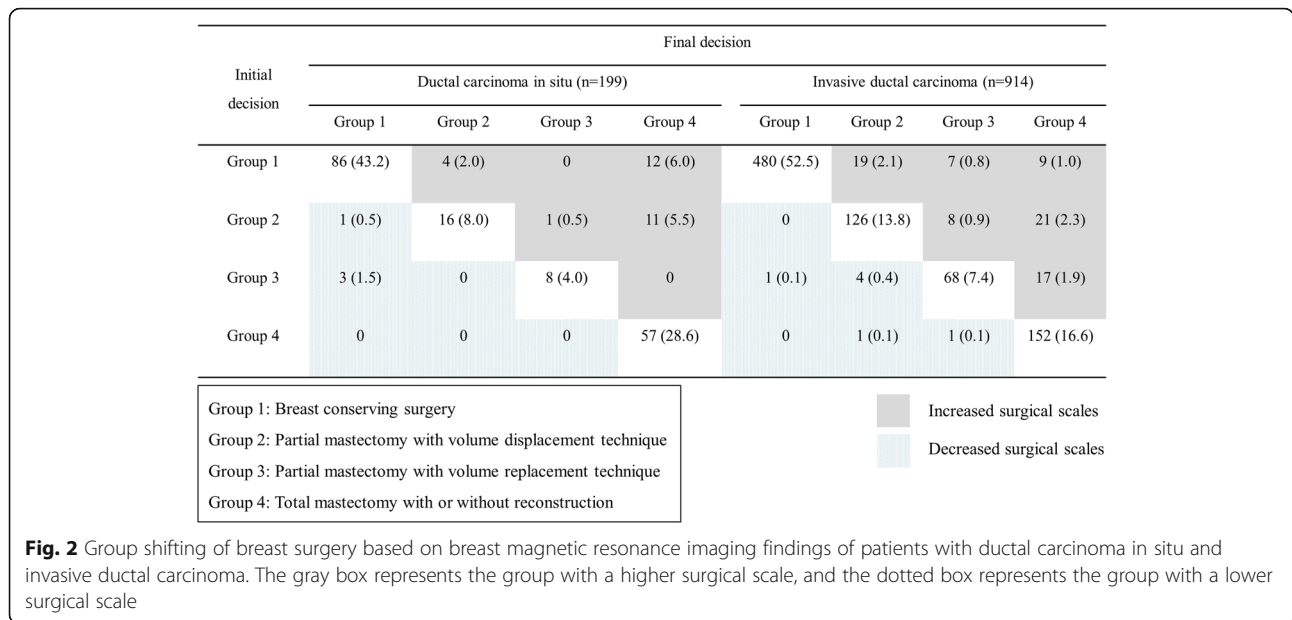 Final decision
Initial decision
Ductal carcinoma in situ (n=199) Invasive ductal carcinoma (n=914)
Group 1 Group 2 Group 3 Group 4 Group 1 Group 2 Group 3 Group 4
Group 1 86 (43.2) 4 (2.0) 0 12 (6.0) 480 (52.5) 19 (2.1) 7 (0.8) 9 (1.0)
Group 2 1 (0.5) 16 (8.0) 1 (0.5) 11 (5.5) 0 126 (13.8) 8 (0.9) 21 (2.3)
Group 3 3 (1.5) 0 8 (4.0) 0 1 (0.1) 4 (0.4) 68 (7.4) 17 (1.9)
Group 4 0 0 0 57 (28.6) 0 1 (0.1) 1 (0.1) 152 (16.6)
Group 1: Breast conserving surgery
Group 2: Partial mastectomy with volume displacement technique
Group 3: Partial mastectomy with volume replacement technique
Group 4: Total mastectomy with or without reconstruction
Increased surgical scales
Decreased surgical scales
Fig. 2 Group shifting of breast surgery based on breast magnetic resonance imaging findings of patients with ductal carcinoma in situ and
invasive ductal carcinoma. The gray box represents the group with a higher surgical scale, and the dotted box represents the group with a lower
surgical scale